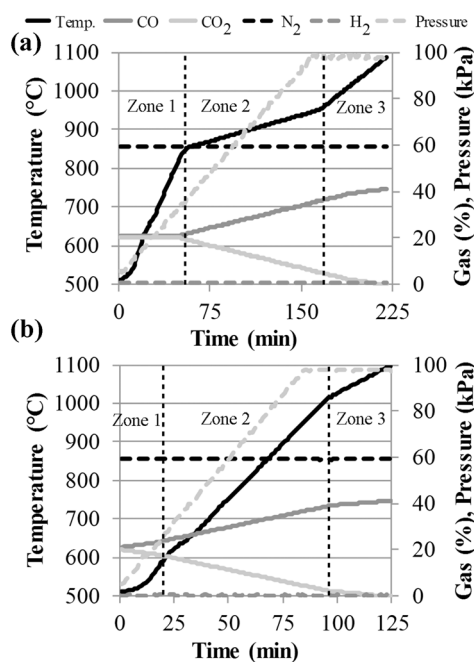 Temp. CO CO2 N2 H2 Pressure
(a)
1100 100
1000 80
Zone 1 Zone 2 Zone 3
900
60
800
40
700
20
600
500 0
0 75 150 225
Time (min)
Temperature (°C)
Gas (%), Pressure (kPa)
(b)
1100 100
1000 80
Zone 1 Zone 2 Zone 3
900
60
800
40
700
20
600
500 0
0 25 50 75 100 125
Time (min)
Temperature (°C)
Gas (%), Pressure (kPa)